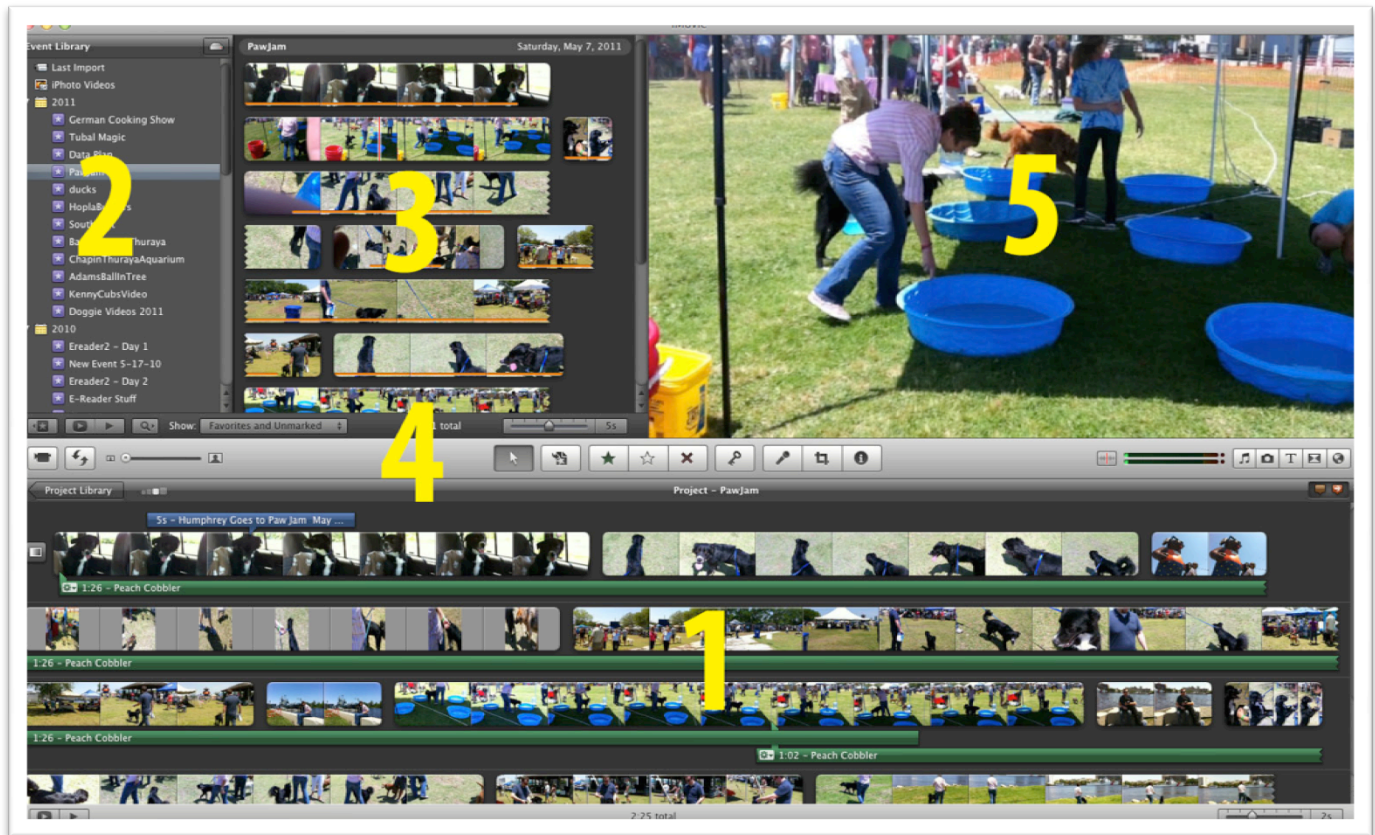 iMovie
Event Library
PawJam
Saturday, May 7, 2011
Last Import
iPhoto Videos
2011
German Cooking Show
Tubal Magic
Data Plan
PawJam
ducks
Thuraya
ChapinThurayaAquarium
AdamsBallInTree
KennyCubsVideo
Doggie Videos 2011
2010
Ereader2 - Day 1
New Event 5-17-10
Ereader2 - Day 2
E-Reader Stuff
2
3
5
Show:
Favorites and Unmarked
total
5s
4
Project Library
Project - PawJam
5s - Humphrey Goes to Paw Jam May ...
1:26 - Peach Cobbler
1:26 - Peach Cobbler
1
1:26 - Peach Cobbler
1:02 - Peach Cobbler
2:25 total
2s